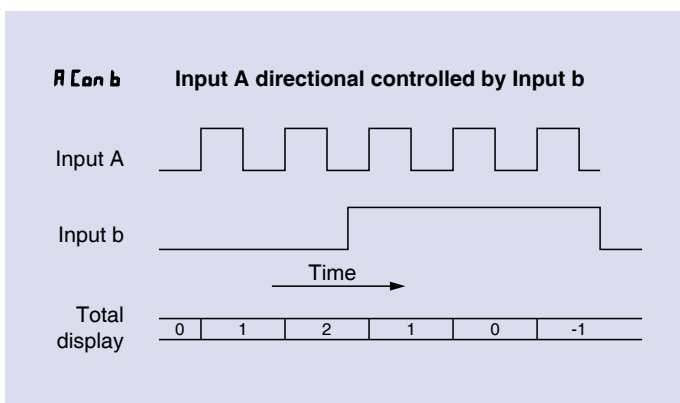 A Con b Input A directional controlled by Input b
Input A
Input b
Time
Total
display
0 1 2 1 0 -1